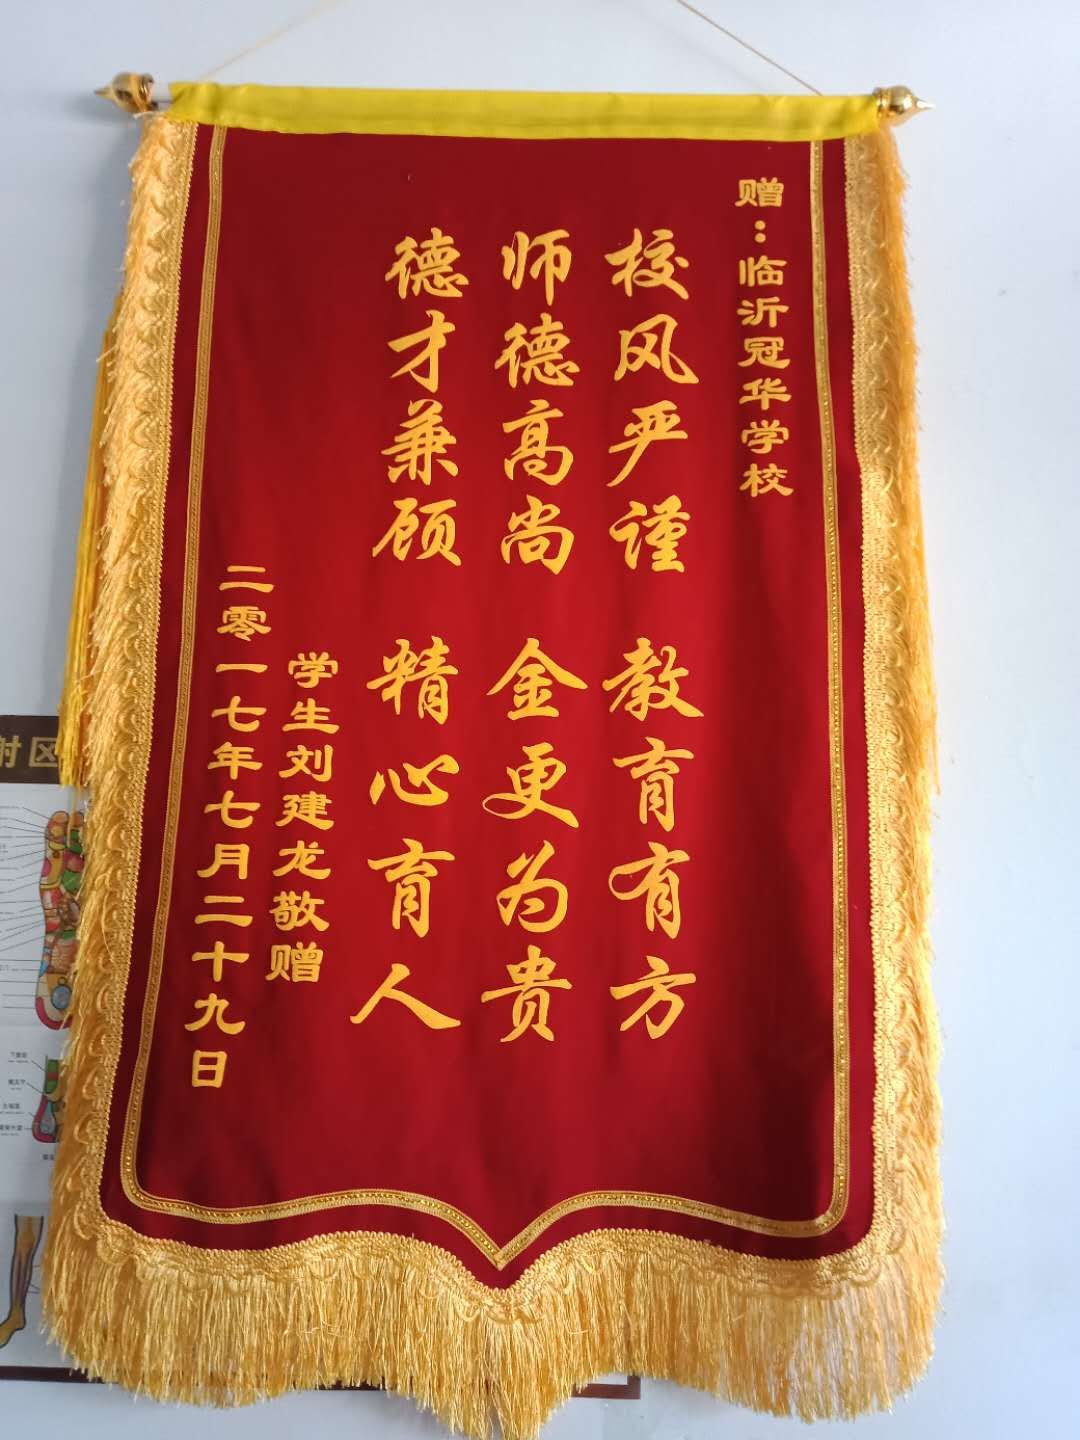 赠：临沂冠华学校
校风严谨 教育有方
师德高尚 金更为贵
德才兼顾 精心育人
学生刘建龙敬赠
二零一七年七月二十九日
射区